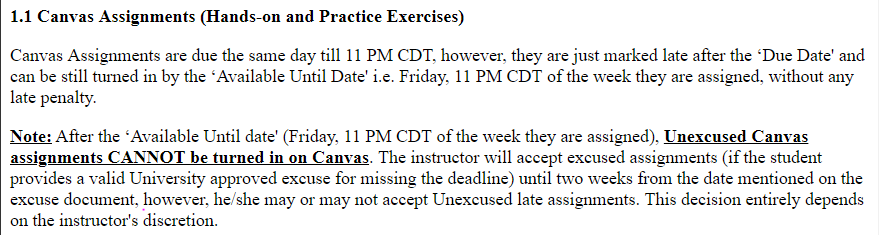 1.1 Canvas Assignments (Hands-on and Practice Exercises)
Canvas Assignments are due the same day till 11 PM CDT, however, they are just marked late after the ‘Due Date' and
can be still turned in by the ‘Available Until Date' i.e. Friday, 11 PM CDT of the week they are assigned, without any
late penalty.
Note: After the ‘Available Until date' (Friday, 11 PM CDT of the week they are assigned), Unexcused Canvas
assignments CANNOT be turned in on Canvas. The instructor will accept excused assignments (if the student
provides a valid University approved excuse for missing the deadline) until two weeks from the date mentioned on the
excuse document, however, he/she may or may not accept Unexcused late assignments. This decision entirely depends
on the instructor's discretion.